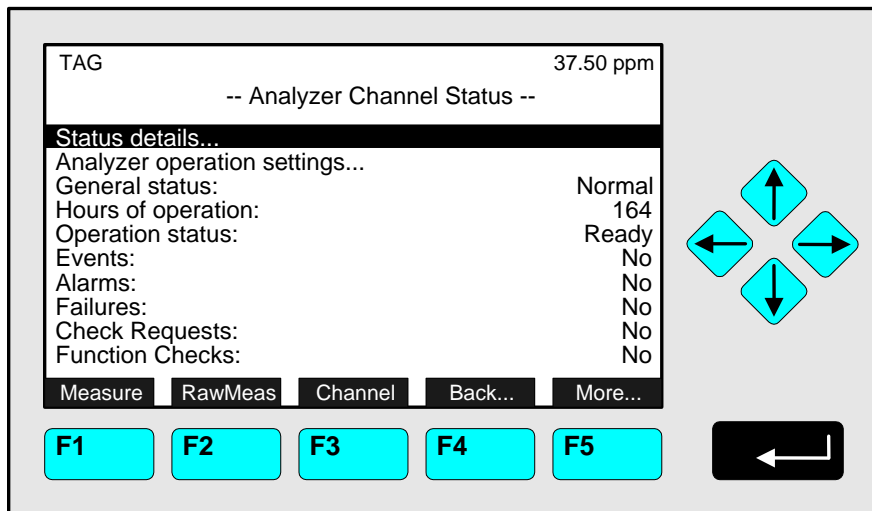 TAG 37.50 ppm
-- Analyzer Channel Status --
Status details...
Analyzer operation settings...
General status: Normal
Hours of operation: 164
Operation status: Ready
Events: No
Alarms: No
Failures: No
Check Requests: No
Function Checks: No
Measure RawMeas Channel Back... More...
F1 F2 F3 F4 F5